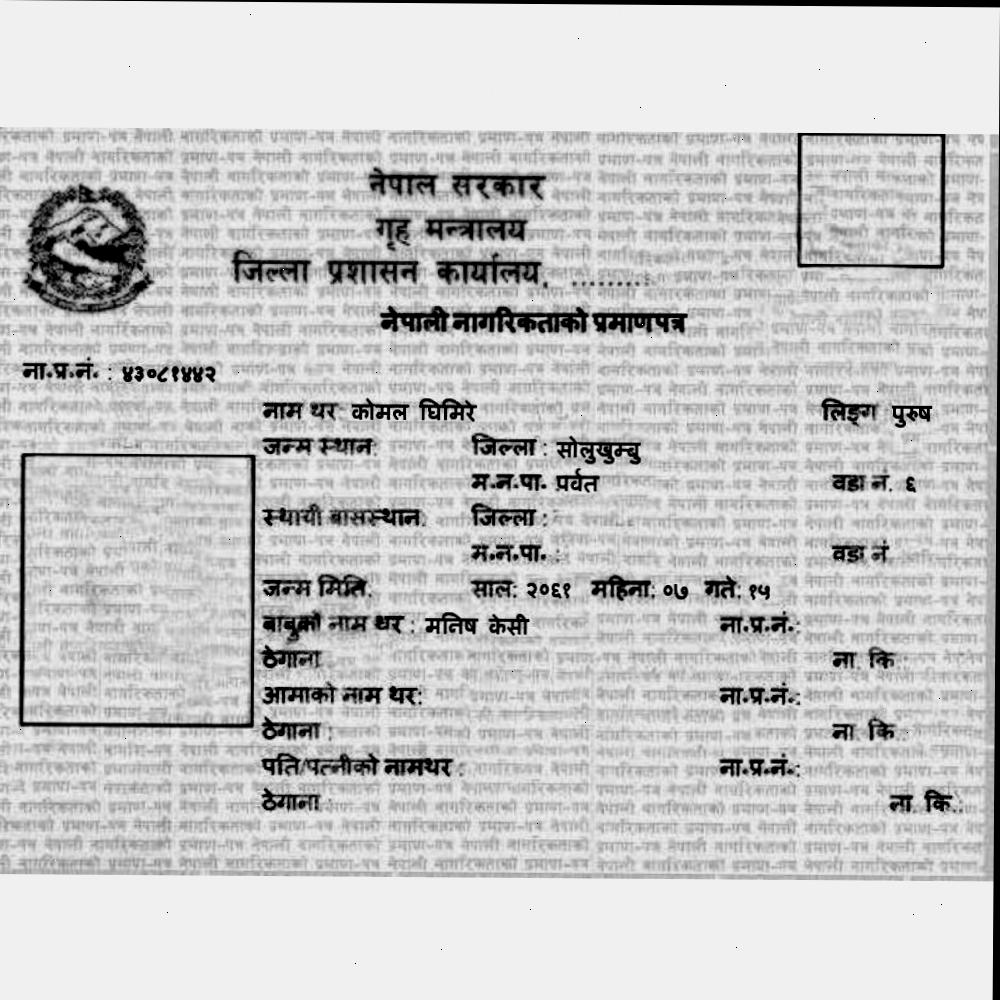 नेपाल सरकार
गृह मन्त्रालय
जिल्ला प्रशासन कार्यालय, .........
नेपाली नागरिकताको प्रमाणपत्र
ना.प्र.नं. : ४३०८१४४२
नाम थर: कोमल घिमिरे लिङ्ग पुरुष
जन्म स्थान: जिल्ला : सोलुखुम्बु
म.न.पा. पर्वत वडा नं. ६
स्थायी बासस्थान: जिल्ला :
म.न.पा. : वडा नं
जन्म मिति: साल: २०६१ महिना: ०७ गते: १५
बाबुको नाम थर : मतिष केसी ना.प्र.नं.:
ठेगाना ना. कि.:
आमाको नाम थर: ना.प्र.नं.:
ठेगाना : ना. कि.:
पति/पत्नीको नामथर : ना.प्र.नं.:
ठेगाना : ना. कि.: